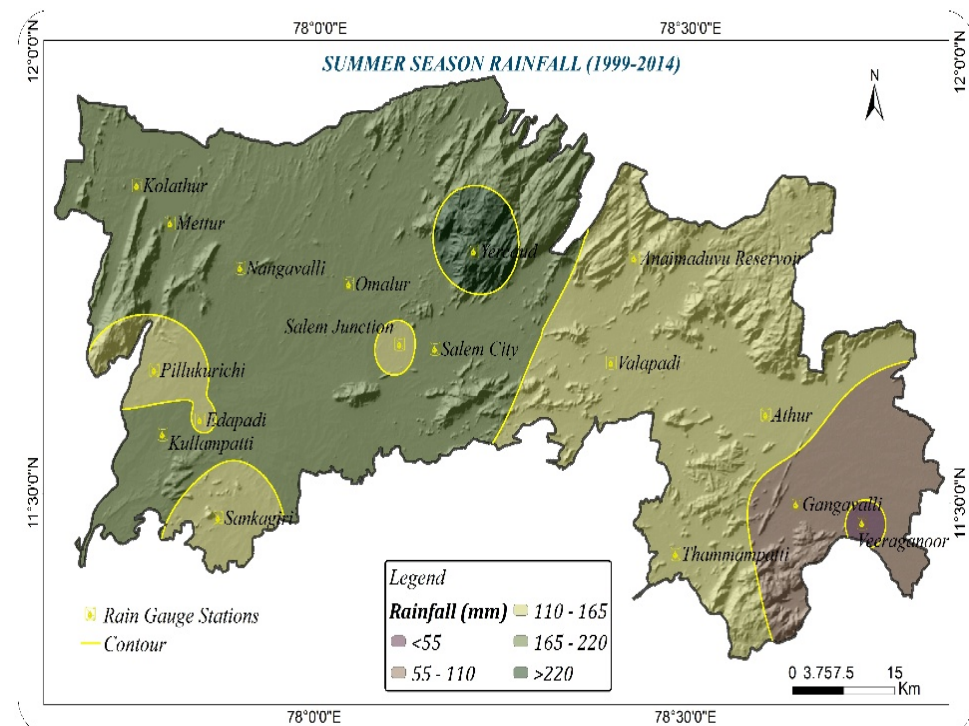 78°0'0"E 78°30'0"E
12°0'0"N 12°0'0"N
SUMMER SEASON RAINFALL (1999-2014)
N
Kolathur
Mettur
Nangavalli
Omalur
Yercaud
Anaimaduvu Reservoir
Salem Junction
Salem City
Valapadi
Pillukurichi
Edapadi
Kullampatti
Athur
11°30'0"N 11°30'0"N
Sankagiri
Gangavalli
Veeraganoor
Thammampatti
Legend
Rainfall (mm) 110 - 165
<55 165 - 220
55 - 110 >220
Rain Gauge Stations
Contour
0 3.757.5 15
Km
78°0'0"E 78°30'0"E